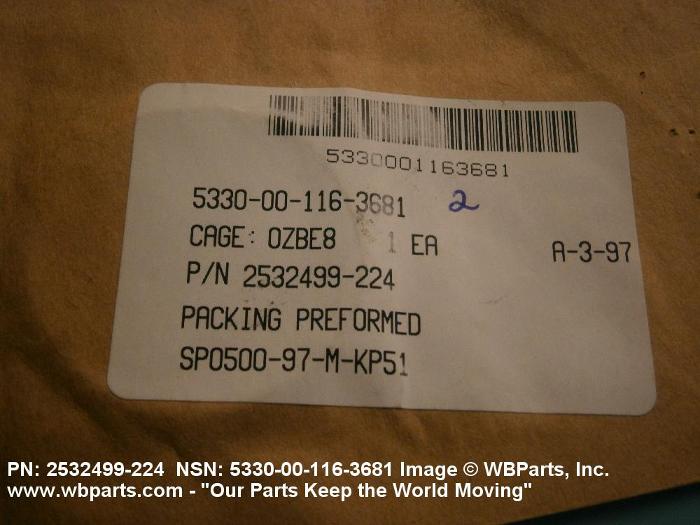 5330001163681
5330-00-116-3681 2
CAGE: 0ZBE8 1 EA A-3-97
P/N 2532499-224
PACKING PREFORMED
SP0500-97-M-KP51
PN: 2532499-224 NSN: 5330-00-116-3681 Image © WBParts, Inc.
www.wbparts.com - "Our Parts Keep the World Moving"